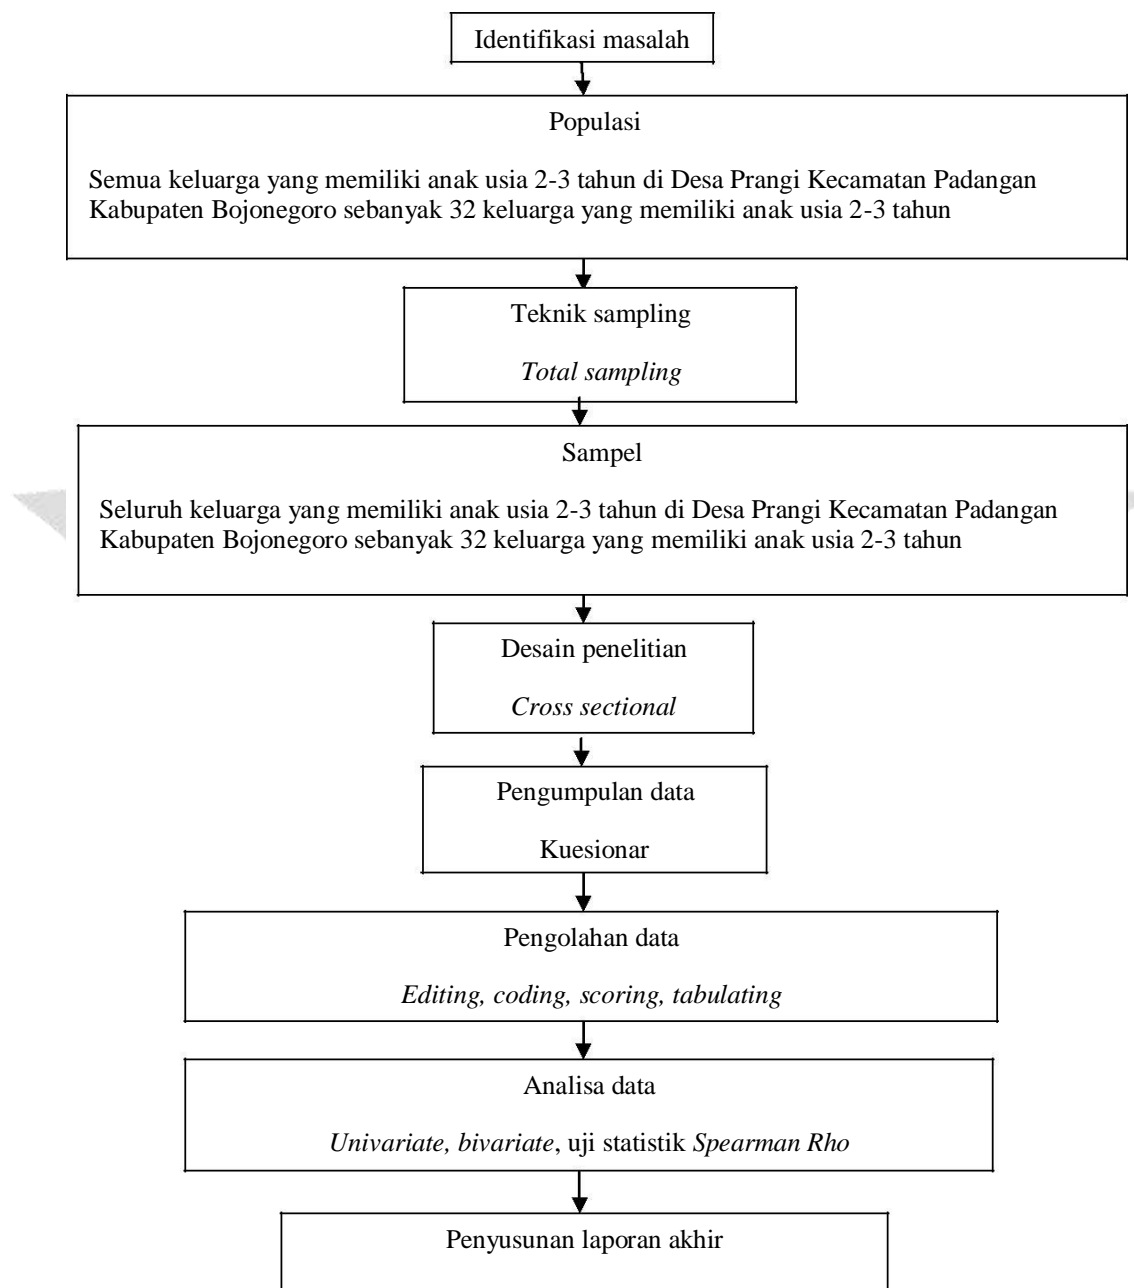 Identifikasi masalah
Populasi
Semua keluarga yang memiliki anak usia 2-3 tahun di Desa Prangi Kecamatan Padangan
Kabupaten Bojonegoro sebanyak 32 keluarga yang memiliki anak usia 2-3 tahun
Teknik sampling
Total sampling
Sampel
Seluruh keluarga yang memiliki anak usia 2-3 tahun di Desa Prangi Kecamatan Padangan
Kabupaten Bojonegoro sebanyak 32 keluarga yang memiliki anak usia 2-3 tahun
Desain penelitian
Cross sectional
Pengumpulan data
Kuesionar
Pengolahan data
Editing, coding, scoring, tabulating
Analisa data
Univariate, bivariate, uji statistik Spearman Rho
Penyusunan laporan akhir